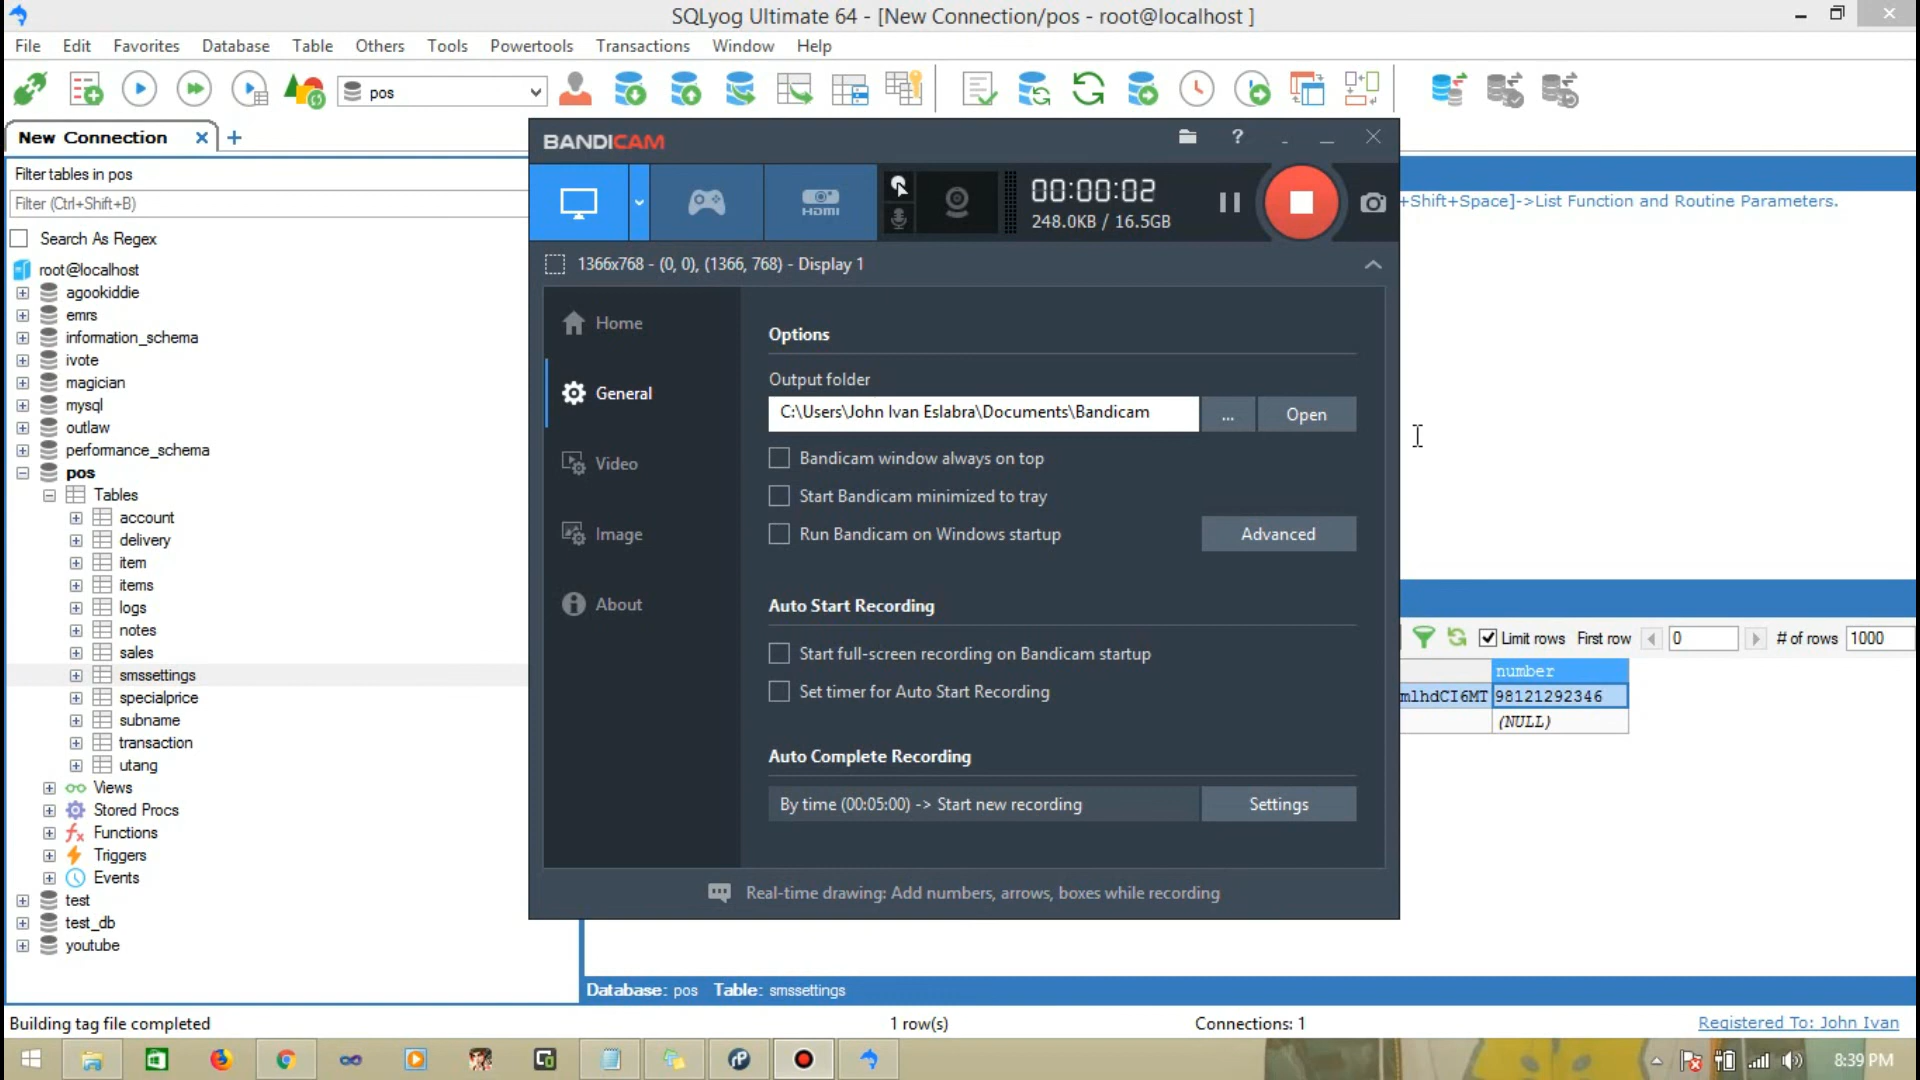 SQLyog Ultimate 64 - [New Connection/pos - root@localhost ]
File Edit Favorites Database Table Others Tools Powertools Transactions Window Help
pos
New Connection
Filter tables in pos
Filter (Ctrl+Shift+B)
Search As Regex
root@localhost
agookiddie
emrs
information_schema
ivote
magician
mysql
outlaw
performance_schema
pos
Tables
account
delivery
item
items
logs
notes
sales
smssettings
specialprice
subname
transaction
utang
Views
Stored Procs
Functions
Triggers
Events
test
test_db
youtube
BANDICAM
?
HDMI
00:00:02
248.0KB / 16.5GB
1366x768 - (0, 0), (1366, 768) - Display 1
Home
General
Video
Image
About
Options
Output folder
C:\Users\John Ivan Eslabra\Documents\Bandicam
... Open
Bandicam window always on top
Start Bandicam minimized to tray
Run Bandicam on Windows startup
Advanced
Auto Start Recording
Start full-screen recording on Bandicam startup
Set timer for Auto Start Recording
Auto Complete Recording
By time (00:05:00) -> Start new recording
Settings
Real-time drawing: Add numbers, arrows, boxes while recording
+Shift+Space]->List Function and Routine Parameters.
Limit rows First row 0 # of rows 1000
number
mlhdCI6MT 98121292346
(NULL)
Database: pos Table: smssettings
Building tag file completed
1 row(s)
Connections: 1
Registered To: John Ivan
8:39 PM